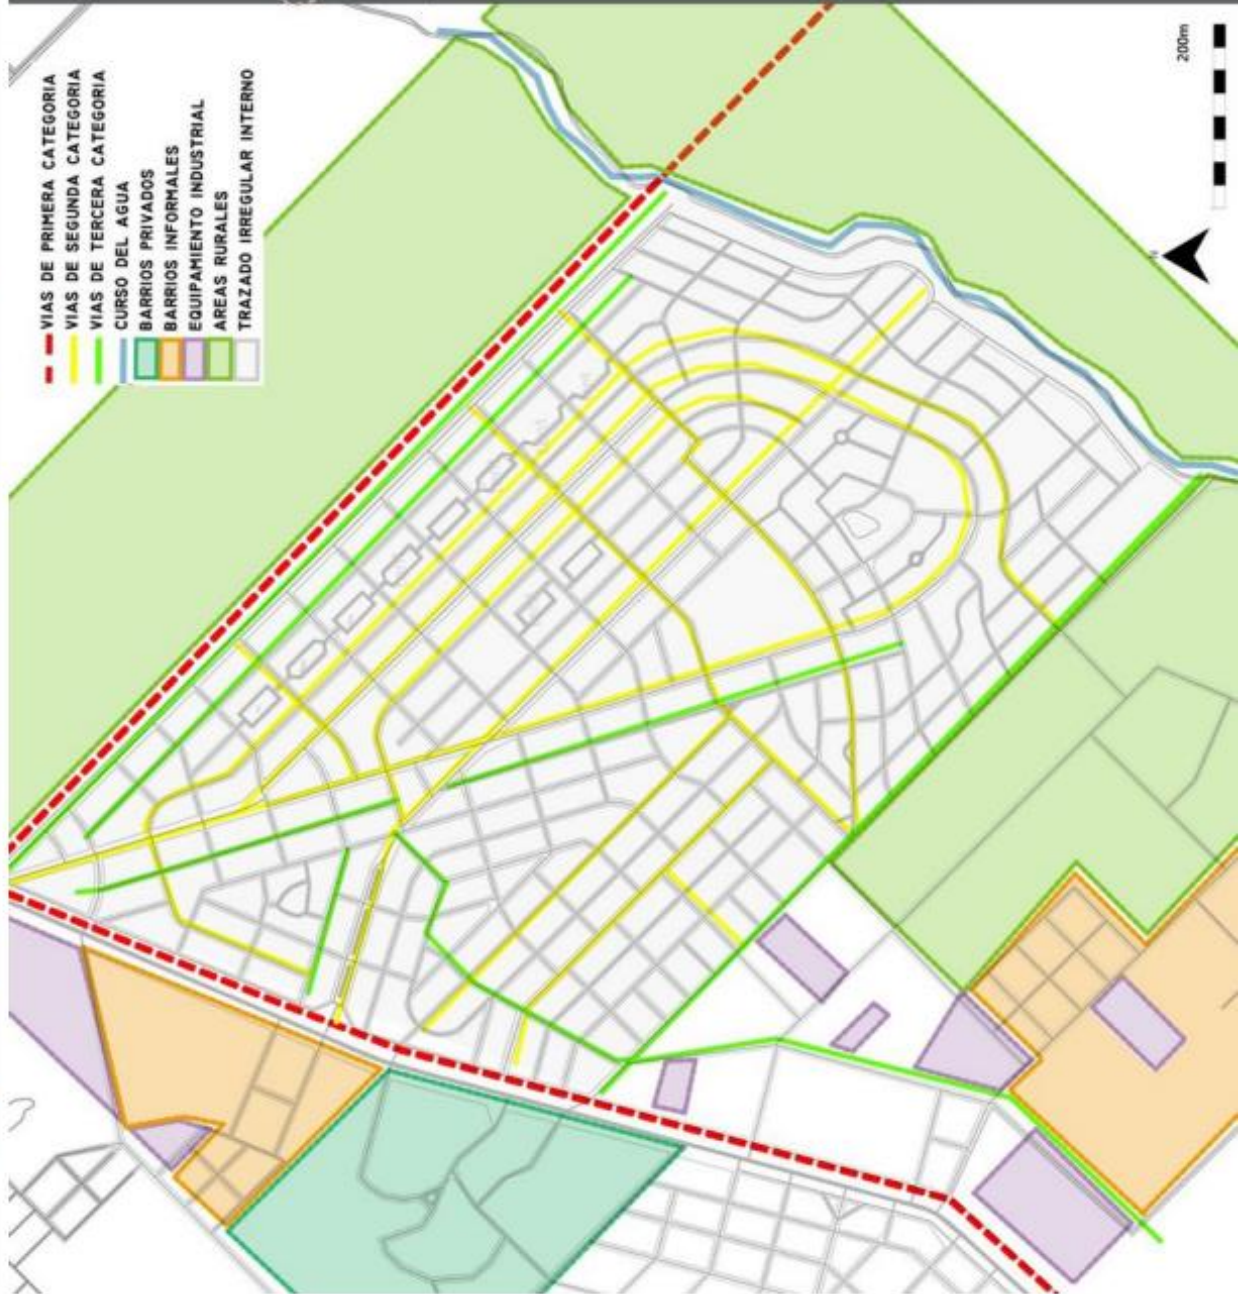 VIAS DE PRIMERA CATEGORIA
VIAS DE SEGUNDA CATEGORIA
VIAS DE TERCERA CATEGORIA
CURSO DEL AGUA
BARRIOS PRIVADOS
BARRIOS INFORMALES
EQUIPAMIENTO INDUSTRIAL
AREAS RURALES
TRAZADO IRREGULAR INTERNO
200m
N